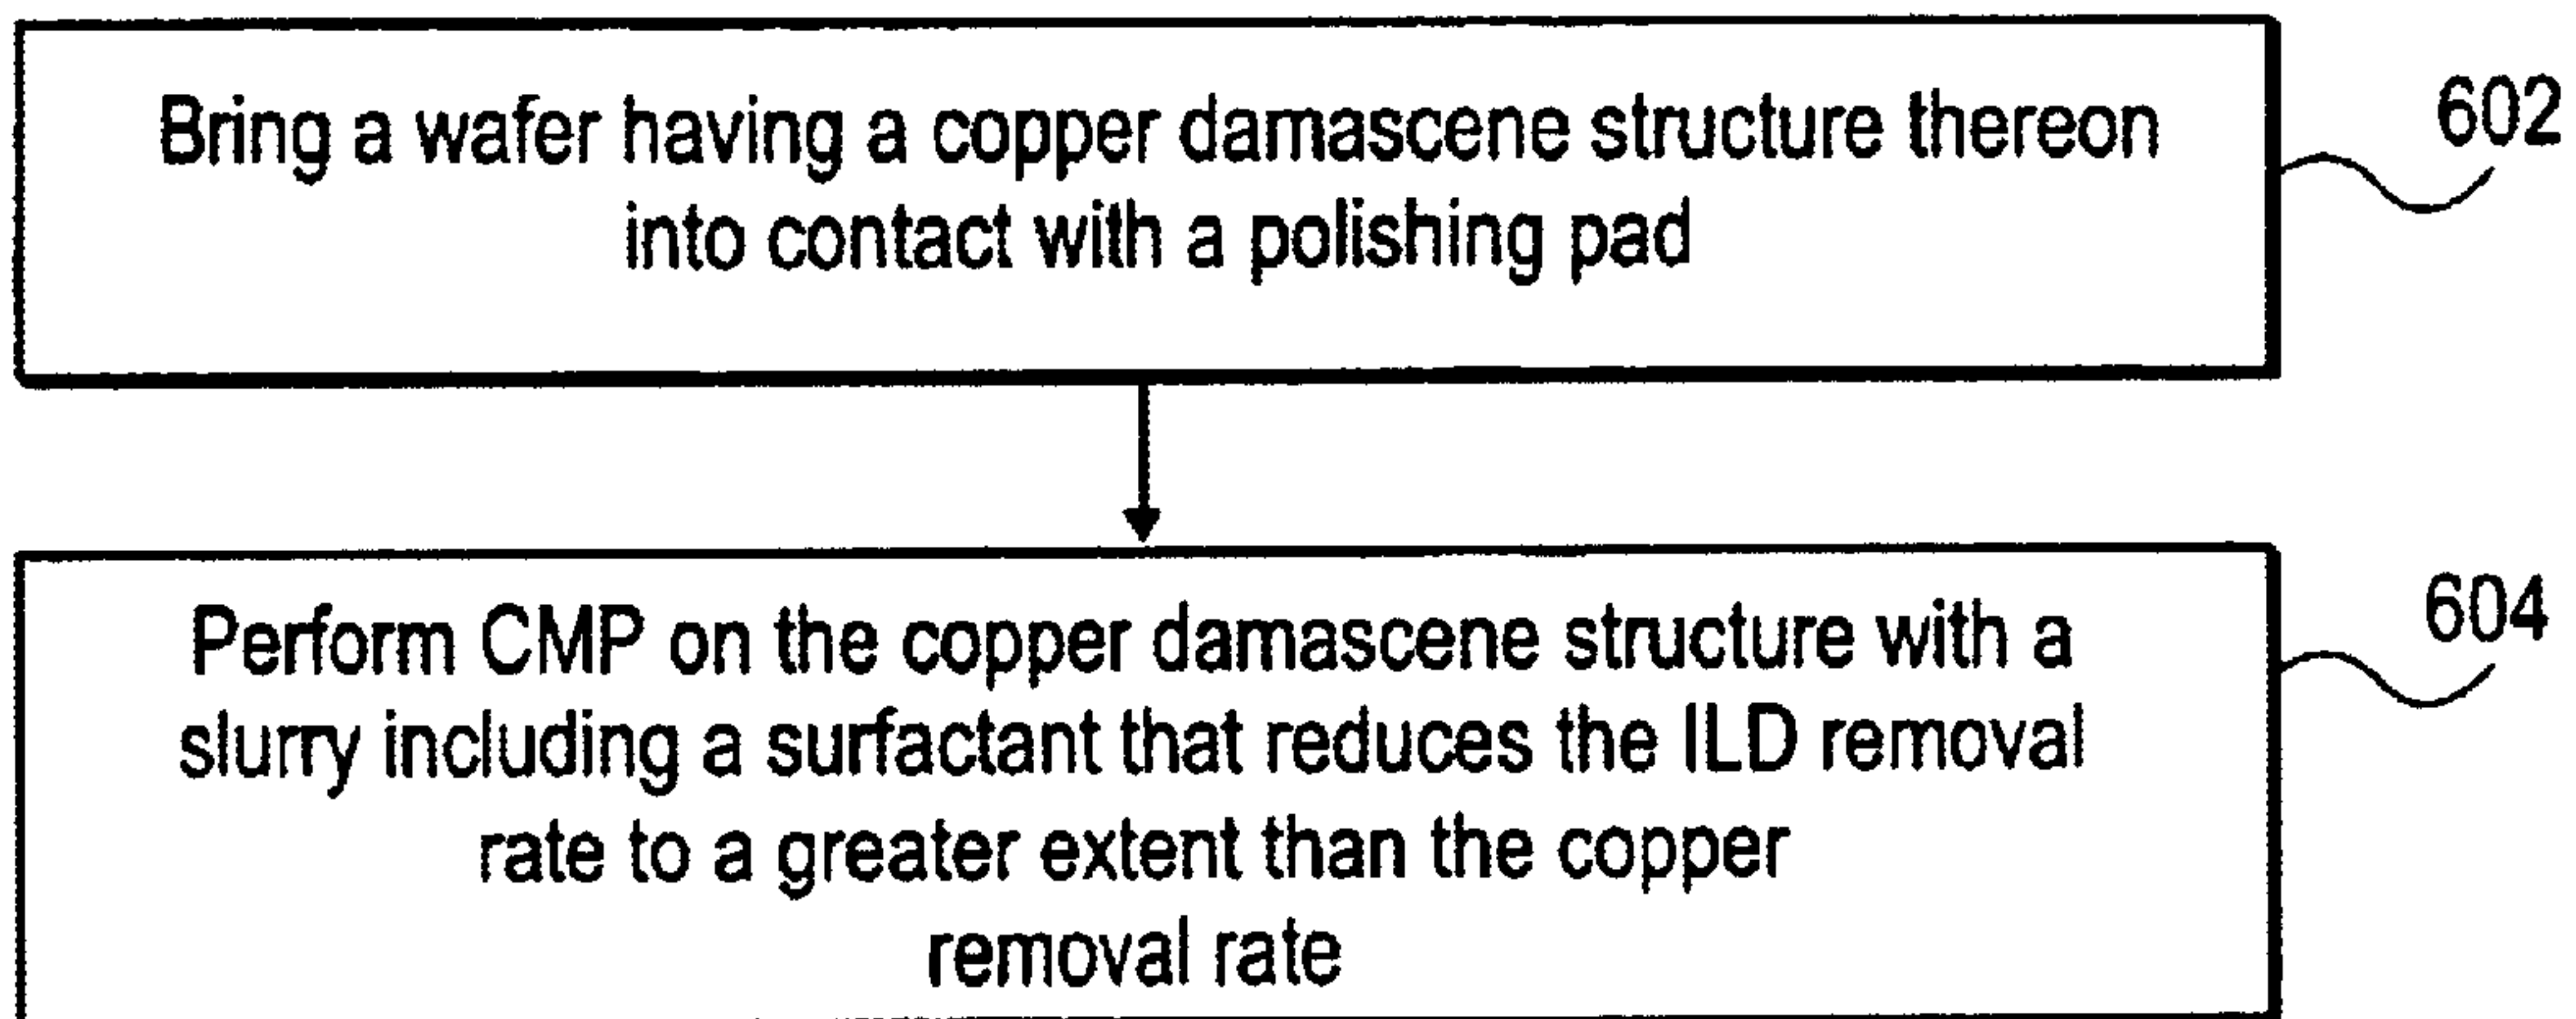 Bring a wafer having a copper damascene structure thereon
into contact with a polishing pad
602
Perform CMP on the copper damascene structure with a
slurry including a surfactant that reduces the ILD removal
rate to a greater extent than the copper
removal rate
604